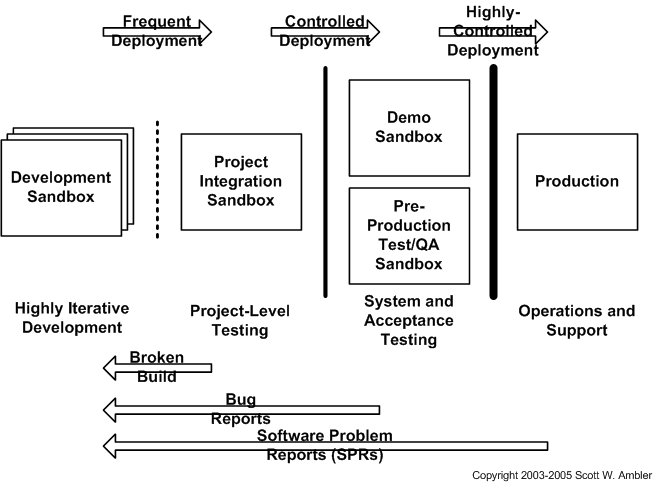 Frequent
Deployment
Controlled
Deployment
Highly-
Controlled
Deployment
Development
Sandbox
Project
Integration
Sandbox
Demo
Sandbox
Pre-
Production
Test/QA
Sandbox
Production
Highly Iterative
Development
Project-Level
Testing
System and
Acceptance
Testing
Operations and
Support
Broken
Build
Bug
Reports
Software Problem
Reports (SPRs)
Copyright 2003-2005 Scott W. Ambler